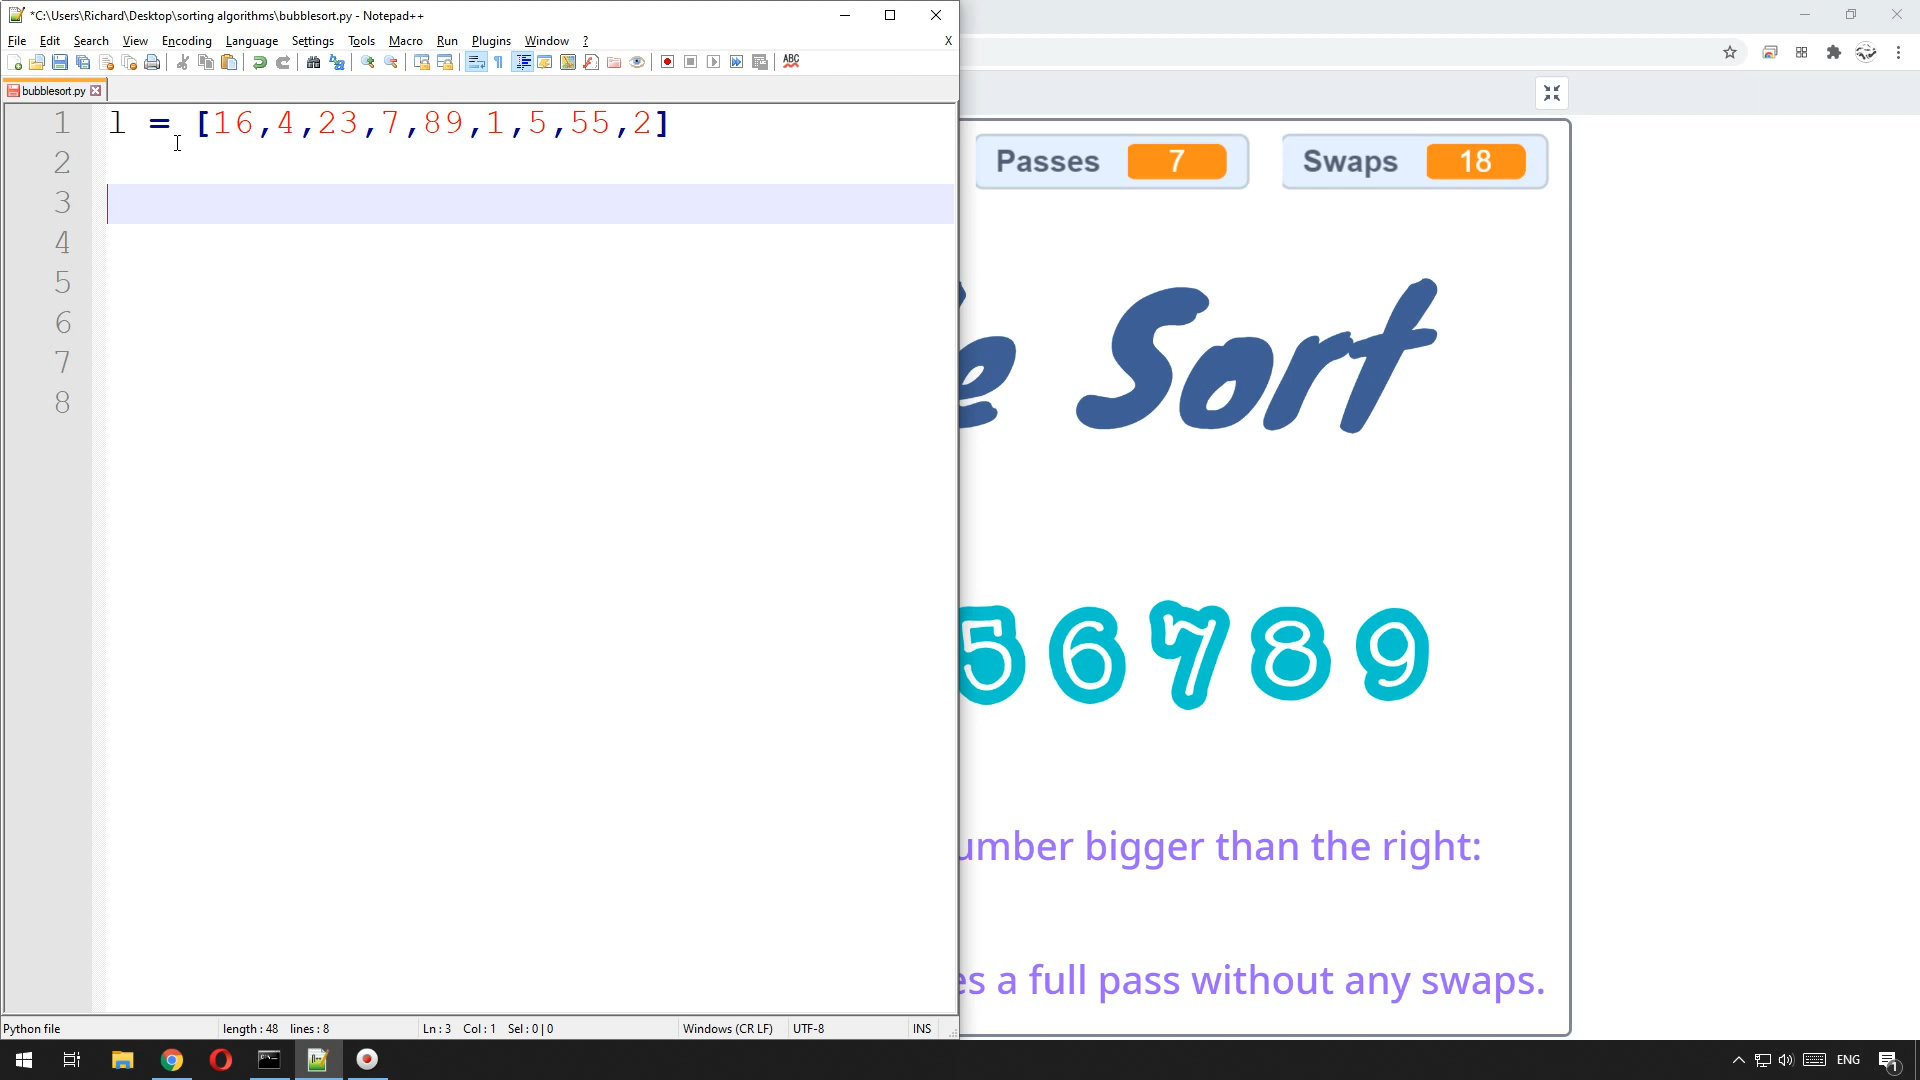 *C:\Users\Richard\Desktop\sorting algorithms\bubblesort.py - Notepad++
File Edit Search View Encoding Language Settings Tools Macro Run Plugins Window ?
X
ABC
bubblesort.py
1 l = [16,4,23,7,89,1,5,55,2]
2
3
4
5
6
7
8
Passes 7
Swaps 18
e Sort
5 6 7 8 9
umber bigger than the right:
es a full pass without any swaps.
Python file
length : 48 lines : 8
Ln : 3 Col : 1 Sel : 0 | 0
Windows (CR LF)
UTF-8
INS
ENG
1